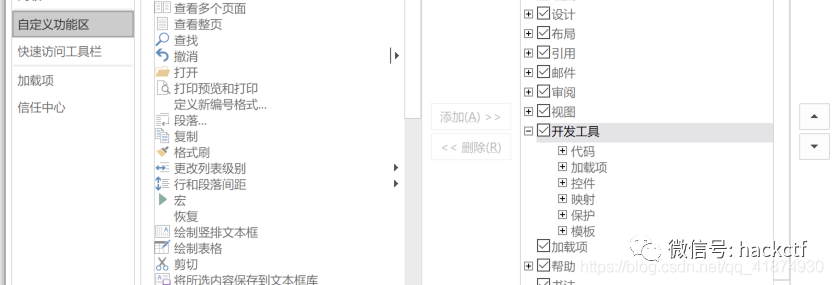 自定义功能区
快速访问工具栏
加载项
信任中心
查看多个页面
查看整页
查找
撤消
打开
打印预览和打印
定义新编号格式...
段落...
复制
格式刷
更改列表级别
行和段落间距
宏
恢复
绘制竖排文本框
绘制表格
剪切
将所选内容保存到文本框库
添加(A) >>
<< 删除(R)
设计
布局
引用
邮件
审阅
视图
开发工具
代码
加载项
控件
映射
保护
模板
加载项
帮助
微信号: hackctf
https://blog.csdn.net/qq_41874930